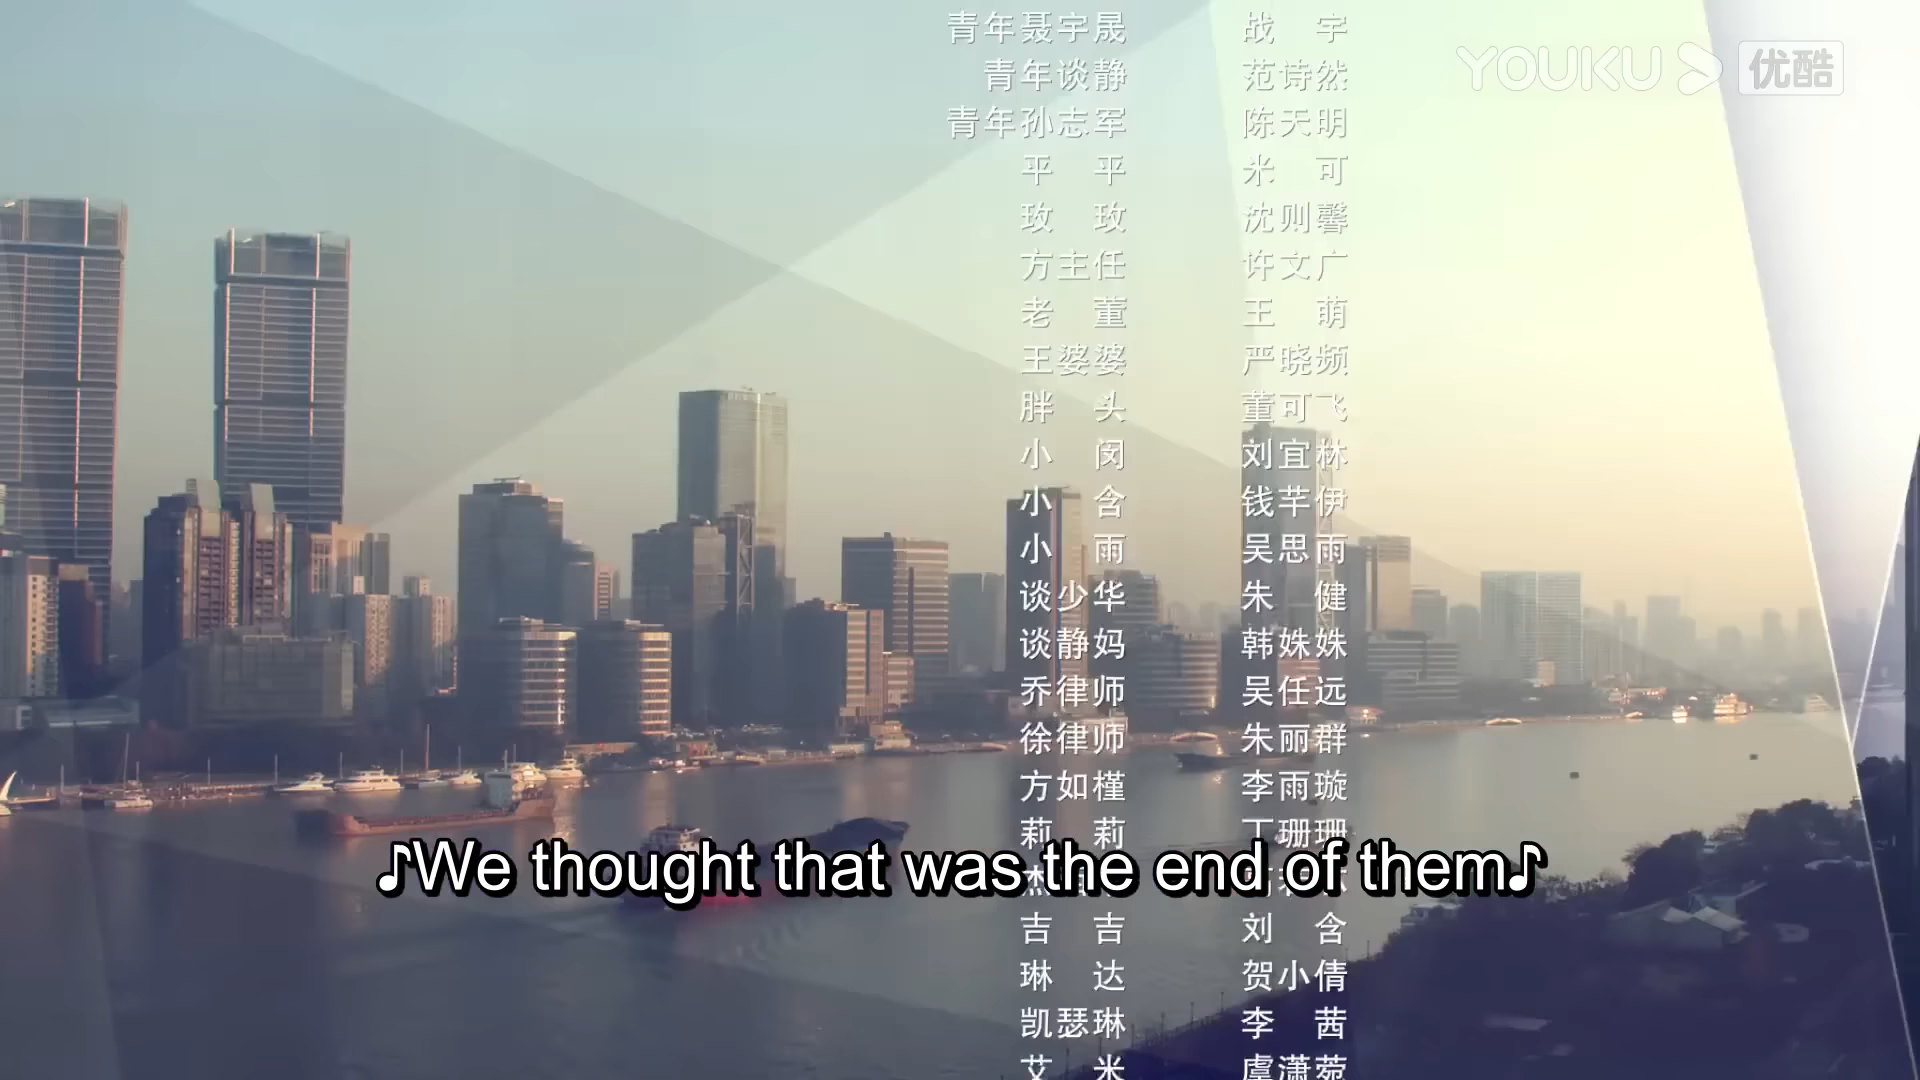 青年聂宇晟 战宇
YOUKU 优酷
青年谈静 范诗然
青年孙志军 陈天明
平平 米可
玫玫 沈则馨
方主任 许文广
老董 王萌
王婆婆 严晓频
胖头 董可飞
小闵 刘宜林
小含 钱芊伊
小雨 吴思雨
谈少华 朱健
谈静妈 韩姝姝
乔律师 吴任远
徐律师 朱丽群
方如槿 李雨璇
莉莉 丁珊珊
♪We thought that was the end of them♪
吉吉 刘含
琳达 贺小倩
凯瑟琳 李茜
艾米 虞潇菀